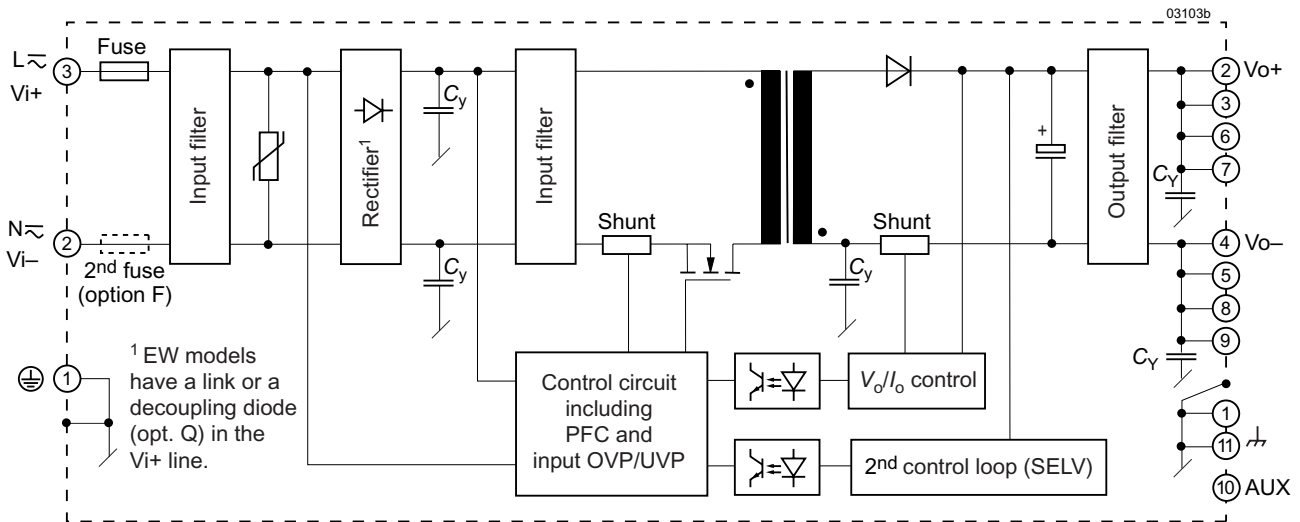 03103b
L
3
Vi+
Fuse
Input filter
Rectifier¹
Cy
Input filter
+
Output filter
2 Vo+
3
6
7
CY
N
2
Vi–
2nd fuse
(option F)
Cy
Shunt
Cy
Shunt
4 Vo–
5
8
9
CY
1
1 EW models
have a link or a
decoupling diode
(opt. Q) in the
Vi+ line.
Control circuit
including
PFC and
input OVP/UVP
Vo/Io control
2nd control loop (SELV)
1
11
10 AUX